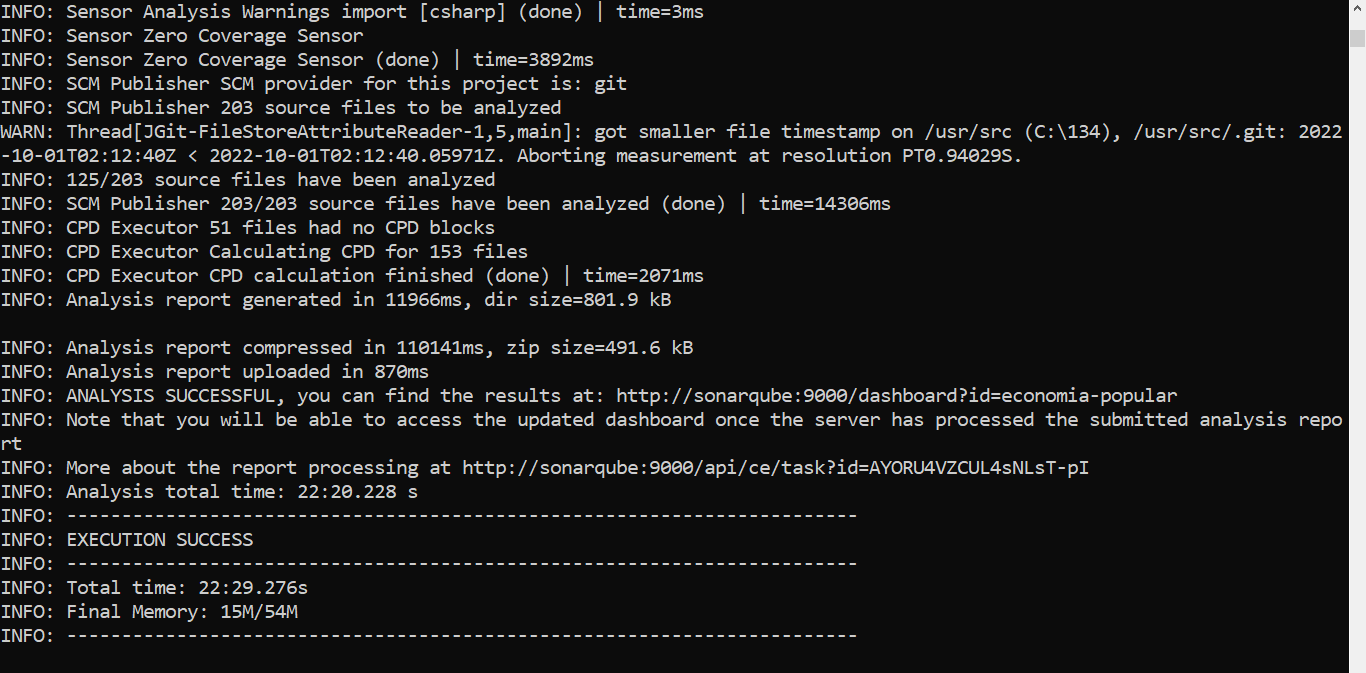 INFO: Sensor Analysis Warnings import [csharp] (done) | time=3ms
INFO: Sensor Zero Coverage Sensor
INFO: Sensor Zero Coverage Sensor (done) | time=3892ms
INFO: SCM Publisher SCM provider for this project is: git
INFO: SCM Publisher 203 source files to be analyzed
WARN: Thread[JGit-FileStoreAttributeReader-1,5,main]: got smaller file timestamp on /usr/src (C:\134), /usr/src/.git: 2022
-10-01T02:12:40Z < 2022-10-01T02:12:40.05971Z. Aborting measurement at resolution PT0.94029S.
INFO: 125/203 source files have been analyzed
INFO: SCM Publisher 203/203 source files have been analyzed (done) | time=14306ms
INFO: CPD Executor 51 files had no CPD blocks
INFO: CPD Executor Calculating CPD for 153 files
INFO: CPD Executor CPD calculation finished (done) | time=2071ms
INFO: Analysis report generated in 11966ms, dir size=801.9 kB
INFO: Analysis report compressed in 110141ms, zip size=491.6 kB
INFO: Analysis report uploaded in 870ms
INFO: ANALYSIS SUCCESSFUL, you can find the results at: http://sonarqube:9000/dashboard?id=economia-popular
INFO: Note that you will be able to access the updated dashboard once the server has processed the submitted analysis repo
rt
INFO: More about the report processing at http://sonarqube:9000/api/ce/task?id=AYORU4VZCUL4sNLsT-pI
INFO: Analysis total time: 22:20.228 s
INFO: ------------------------------------------------------------------------
INFO: EXECUTION SUCCESS
INFO: ------------------------------------------------------------------------
INFO: Total time: 22:29.276s
INFO: Final Memory: 15M/54M
INFO: ------------------------------------------------------------------------